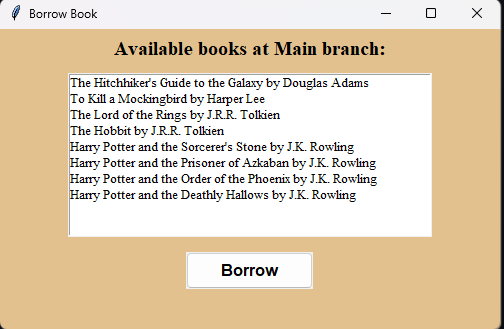 Borrow Book
Available books at Main branch:
The Hitchhiker's Guide to the Galaxy by Douglas Adams
To Kill a Mockingbird by Harper Lee
The Lord of the Rings by J.R.R. Tolkien
The Hobbit by J.R.R. Tolkien
Harry Potter and the Sorcerer's Stone by J.K. Rowling
Harry Potter and the Prisoner of Azkaban by J.K. Rowling
Harry Potter and the Order of the Phoenix by J.K. Rowling
Harry Potter and the Deathly Hallows by J.K. Rowling
Borrow